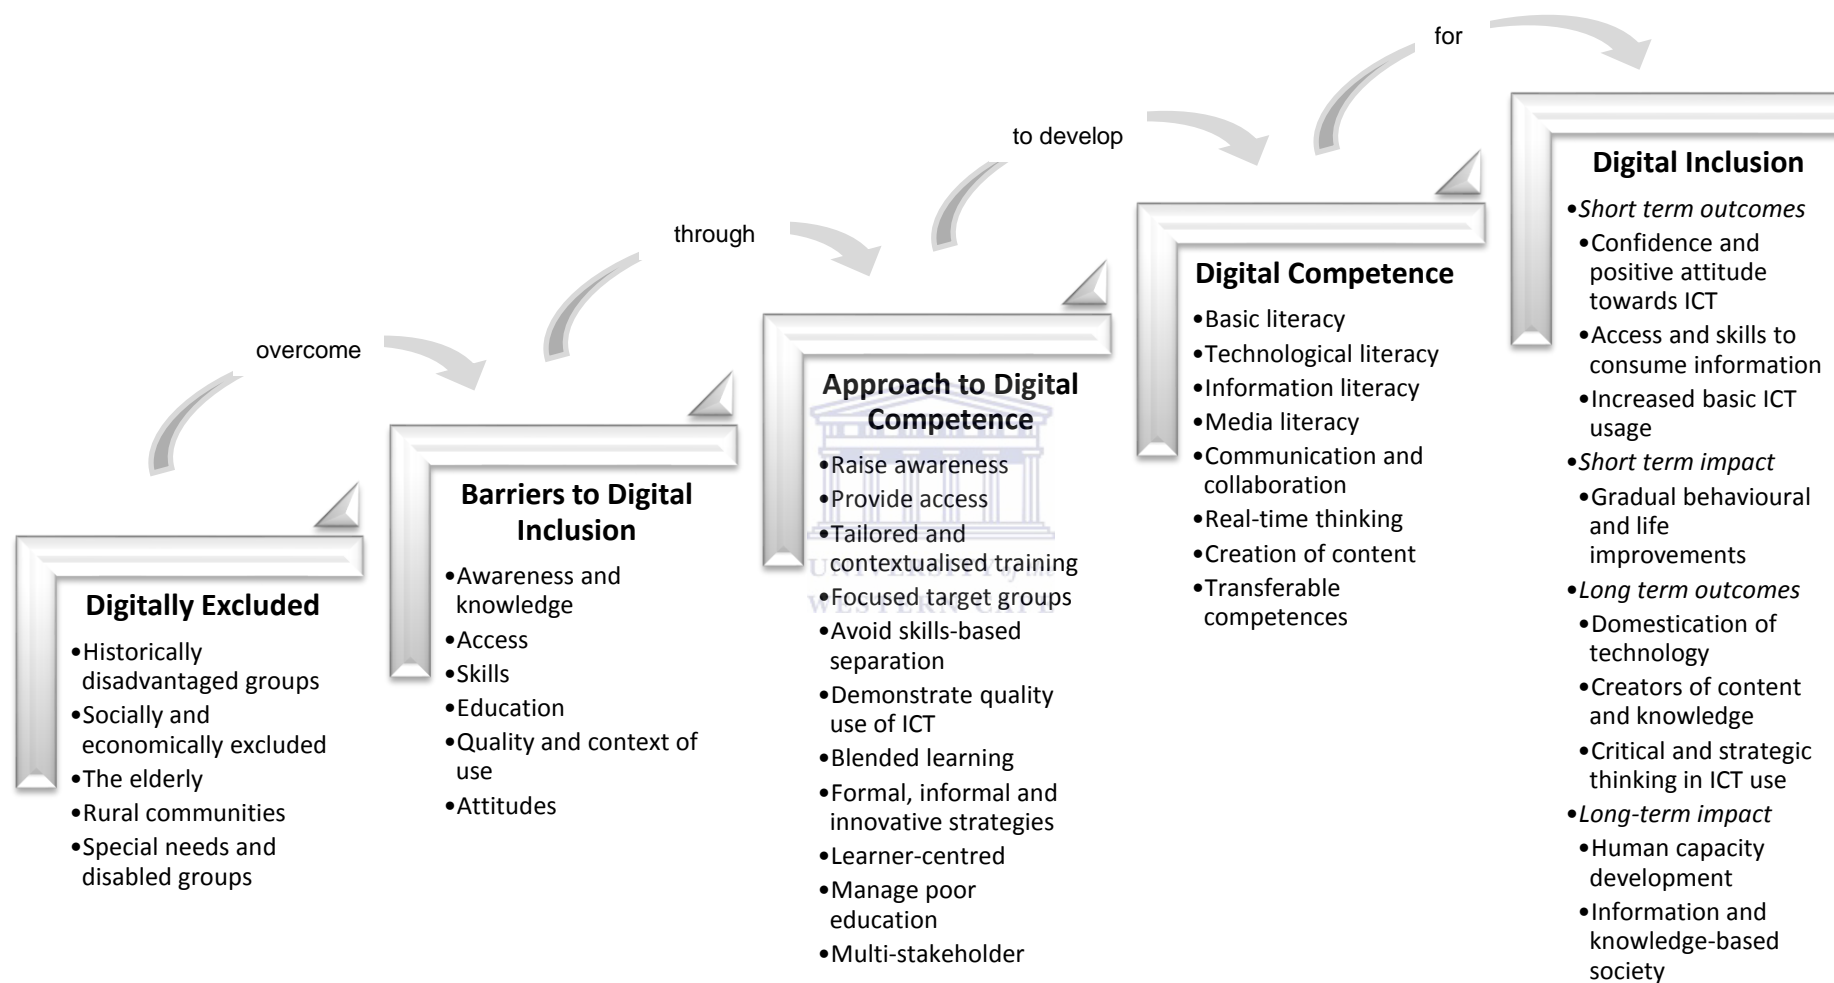 Digitally Excluded
•Historically
disadvantaged groups
•Socially and
economically excluded
•The elderly
•Rural communities
•Special needs and
disabled groups
overcome
Barriers to Digital
Inclusion
•Awareness and
knowledge
•Access
•Skills
•Education
•Quality and context of
use
•Attitudes
through
Approach to Digital
Competence
•Raise awareness
•Provide access
•Tailored and
contextualised training
•Focused target groups
•Avoid skills-based
separation
•Demonstrate quality
use of ICT
•Blended learning
•Formal, informal and
innovative strategies
•Learner-centred
•Manage poor
education
•Multi-stakeholder
UNIVERSITY of the
WESTERN CAPE
to develop
Digital Competence
•Basic literacy
•Technological literacy
•Information literacy
•Media literacy
•Communication and
collaboration
•Real-time thinking
•Creation of content
•Transferable
competences
for
Digital Inclusion
•Short term outcomes
•Confidence and
positive attitude
towards ICT
•Access and skills to
consume information
•Increased basic ICT
usage
•Short term impact
•Gradual behavioural
and life
improvements
•Long term outcomes
•Domestication of
technology
•Creators of content
and knowledge
•Critical and strategic
thinking in ICT use
•Long-term impact
•Human capacity
development
•Information and
knowledge-based
society